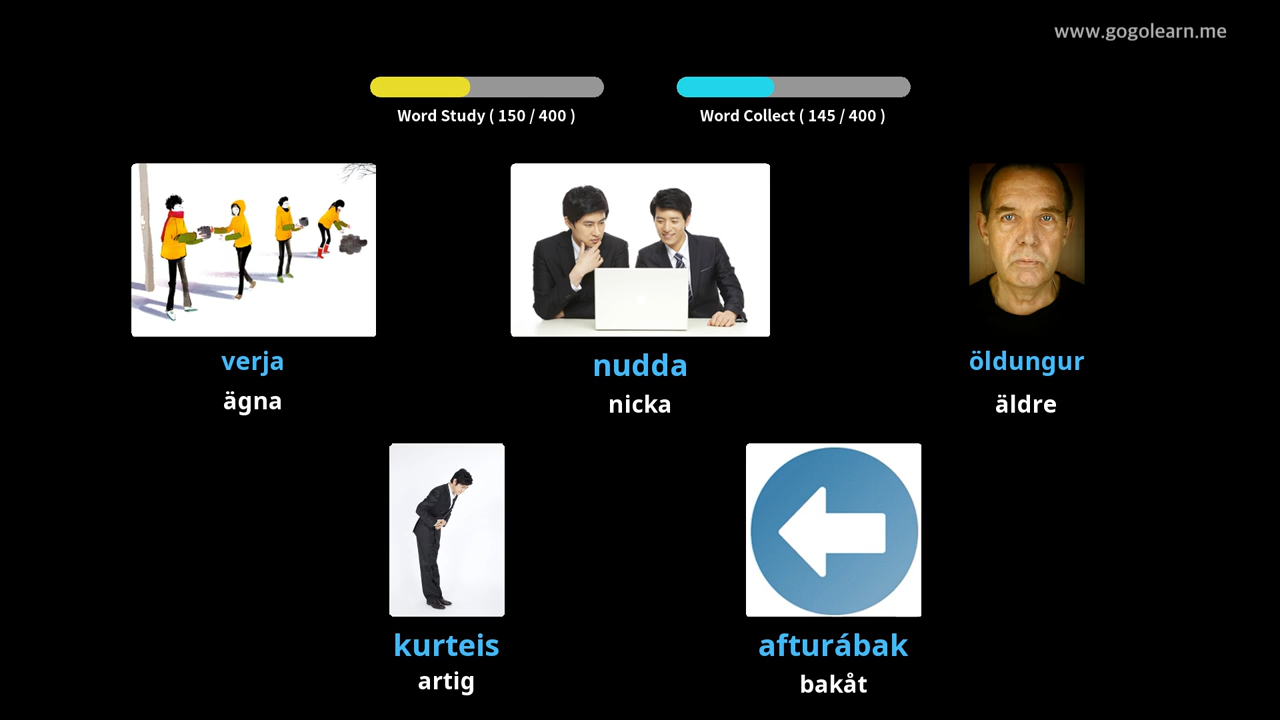 www.gogolearn.me
Word Study ( 150 / 400 )
Word Collect ( 145 / 400 )
verja
ägna
nudda
nicka
öldungur
äldre
kurteis
artig
afturábak
bakåt